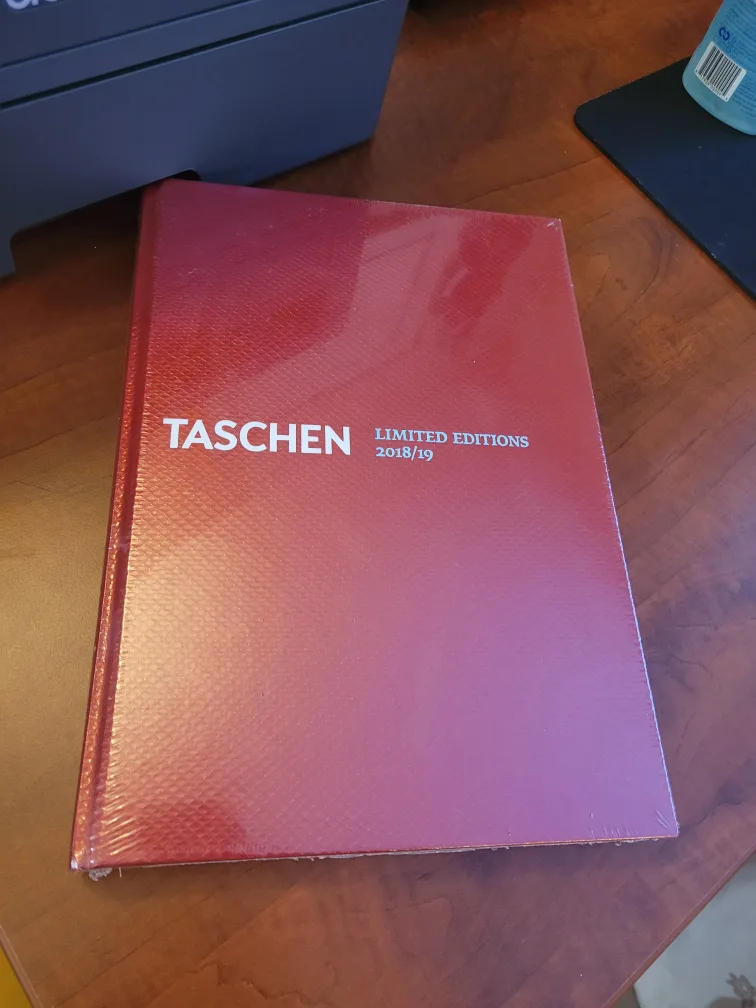 TASCHEN
LIMITED EDITIONS
2018/19